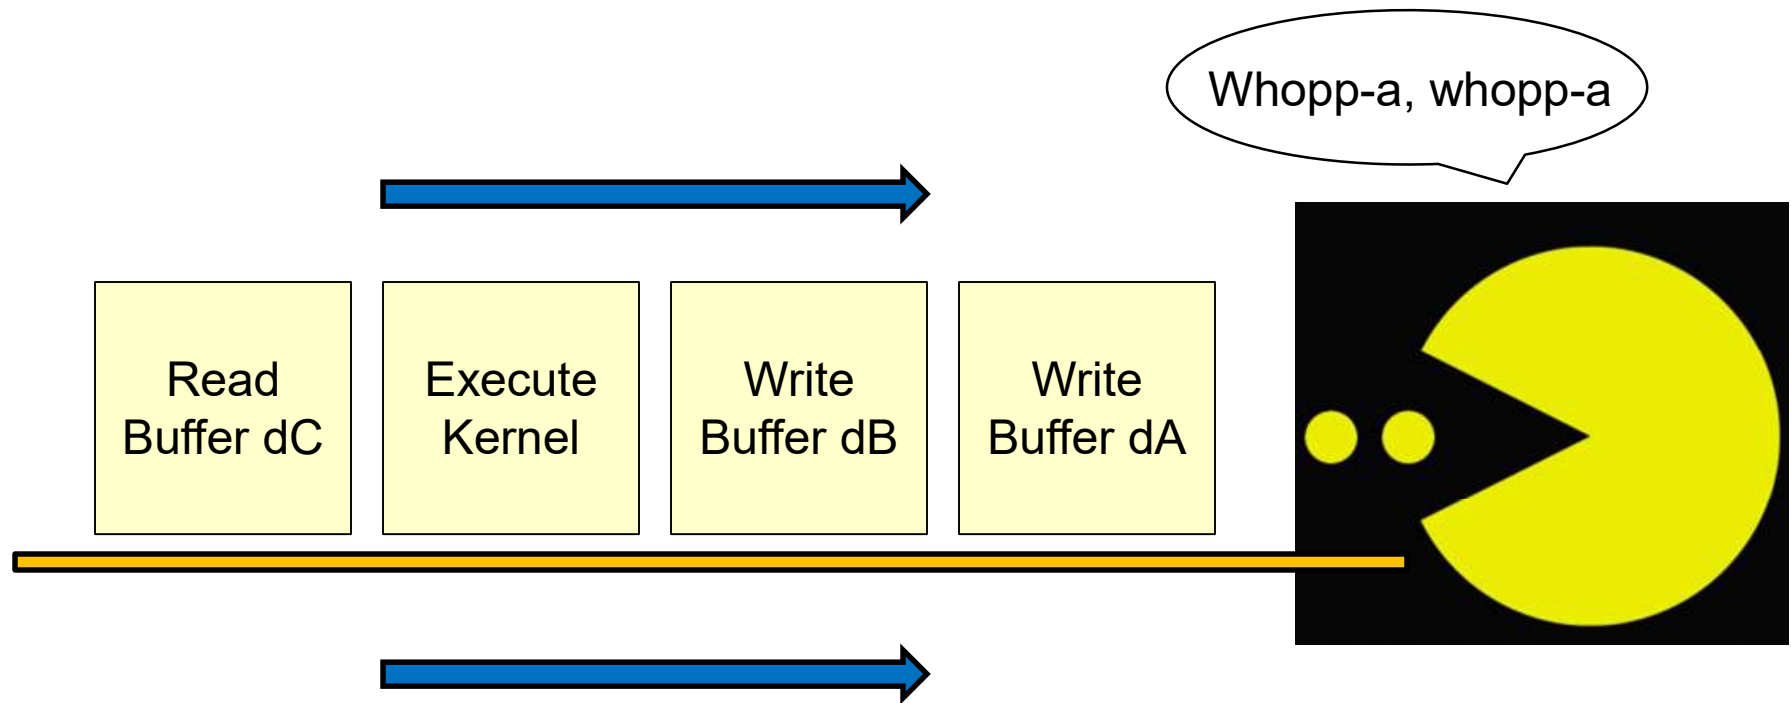 Whopp-a, whopp-a
Read
Buffer dC
Execute
Kernel
Write
Buffer dB
Write
Buffer dA